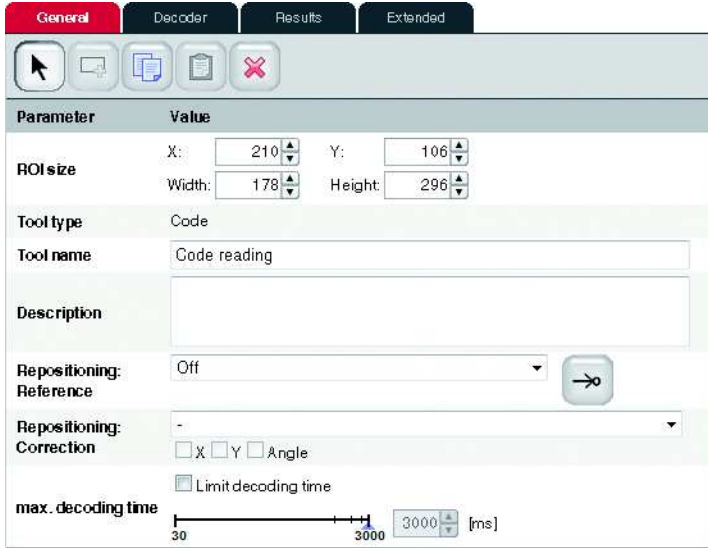 General Decoder Results Extended
Parameter Value
ROI size
X: 210 Y: 106
Width: 178 Height: 296
Tool type Code
Tool name Code reading
Description
Repositioning: Reference Off
Repositioning: Correction -
X Y Angle
max. decoding time
Limit decoding time
30 3000 3000 [ms]